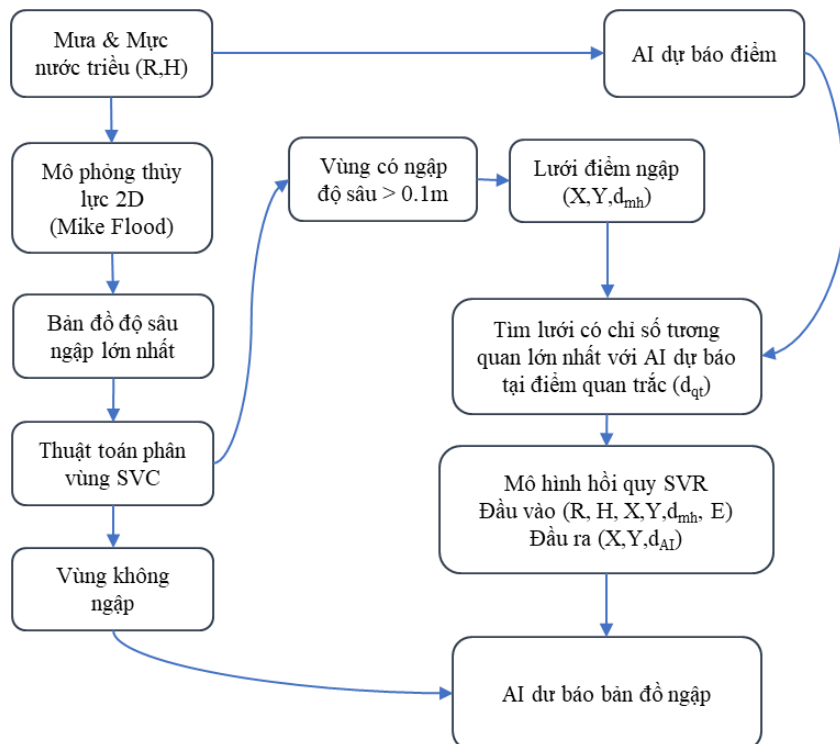 Mưa & Mực
nước triều (R,H)
AI dự báo điểm
Mô phỏng thủy
lực 2D
(Mike Flood)
Vùng có ngập
độ sâu > 0.1m
Lưới điểm ngập
(X,Y,dmh)
Bản đồ độ sâu
ngập lớn nhất
Tìm lưới có chỉ số tương
quan lớn nhất với AI dự báo
tại điểm quan trắc (dqt)
Thuật toán phân
vùng SVC
Mô hình hồi quy SVR
Đầu vào (R, H, X,Y,dmh, E)
Đầu ra (X,Y,dAI)
Vùng không
ngập
AI dư báo bản đồ ngập